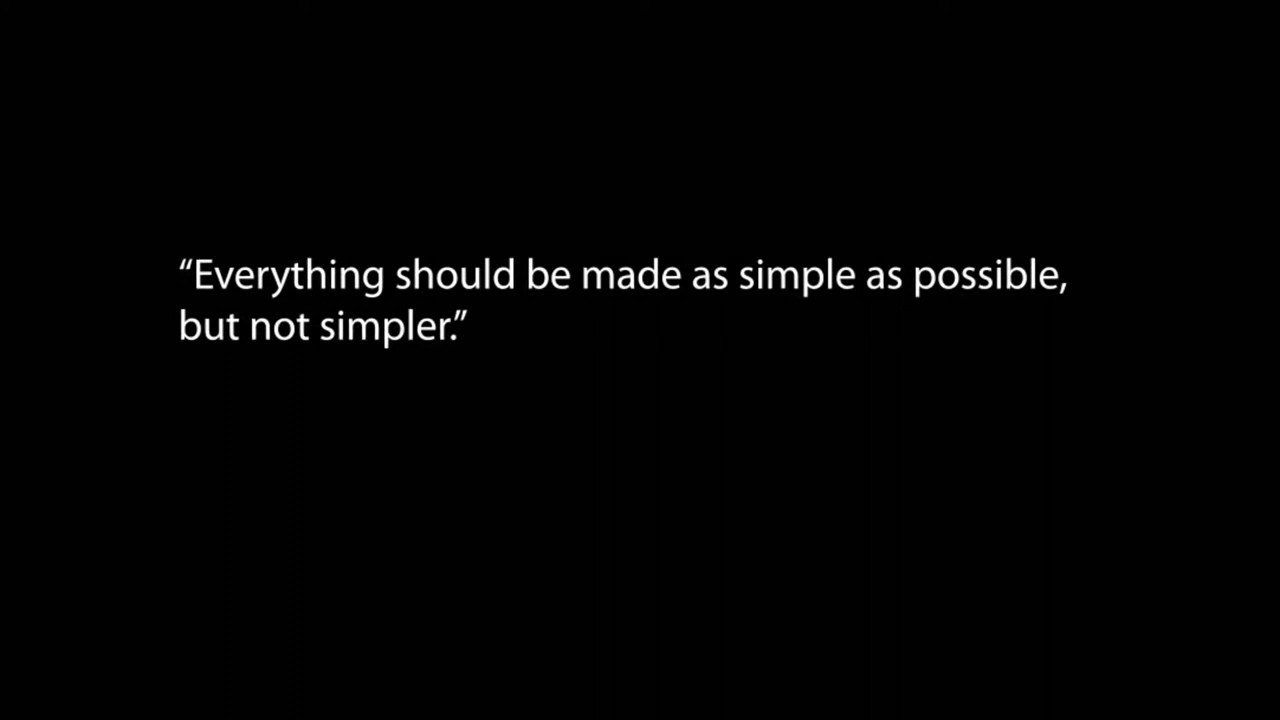 “Everything should be made as simple as possible,
but not simpler.”